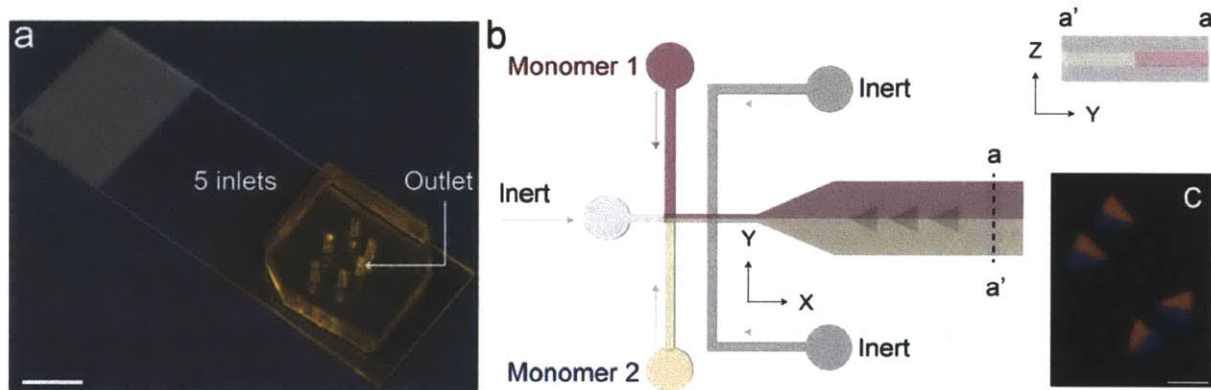 a
5 inlets
Outlet
b
Monomer 1
Inert
Inert
Monomer 2
Inert
Y
X
a
a'
a'
a
Z
Y
C